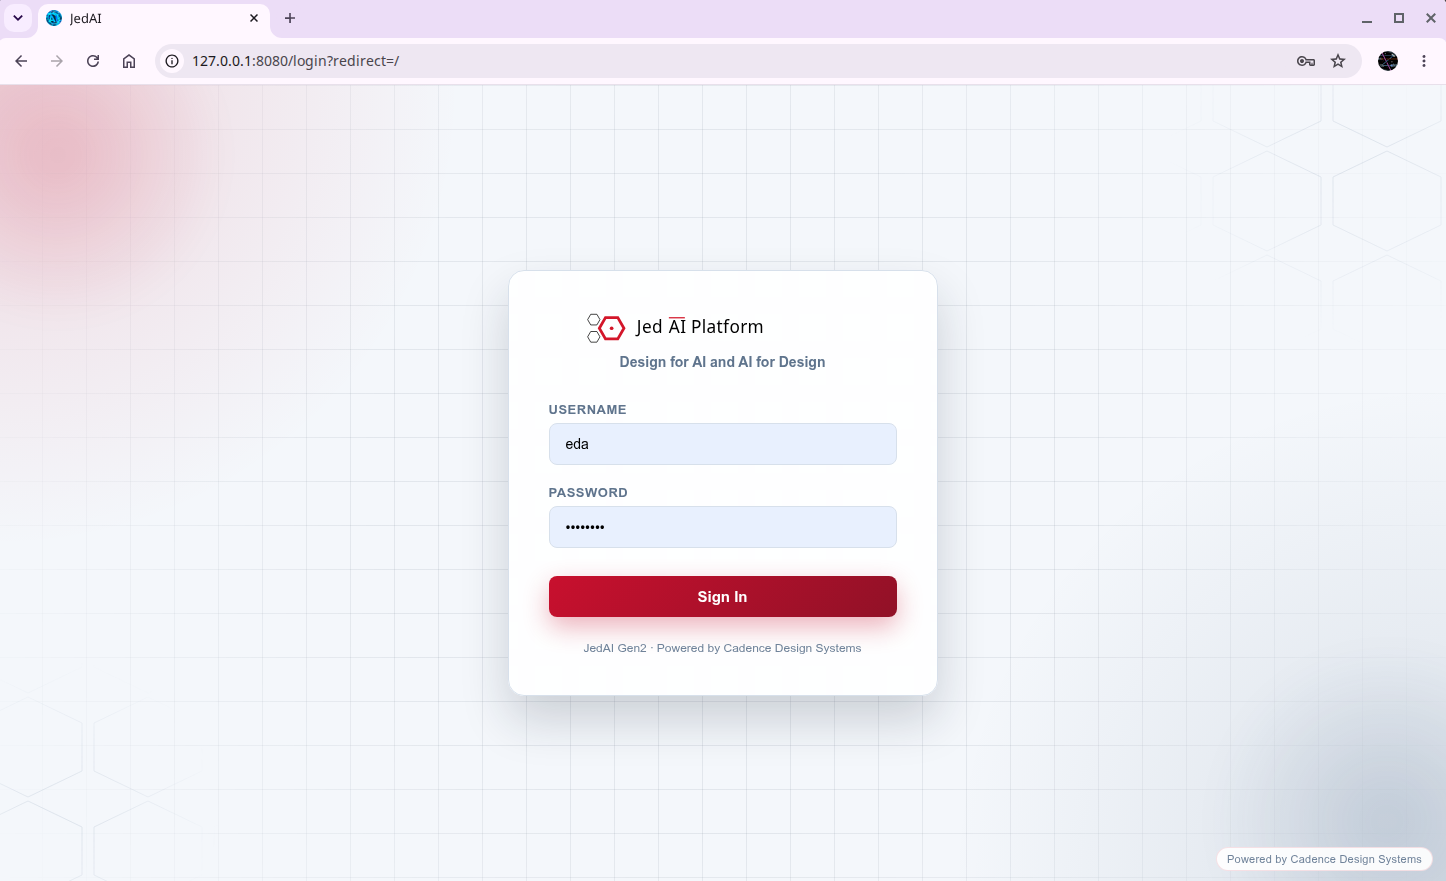 JedAI
127.0.0.1:8080/login?redirect=/
Jed AI Platform
Design for AI and AI for Design
USERNAME
eda
PASSWORD
••••••••
Sign In
JedAI Gen2 · Powered by Cadence Design Systems
Powered by Cadence Design Systems